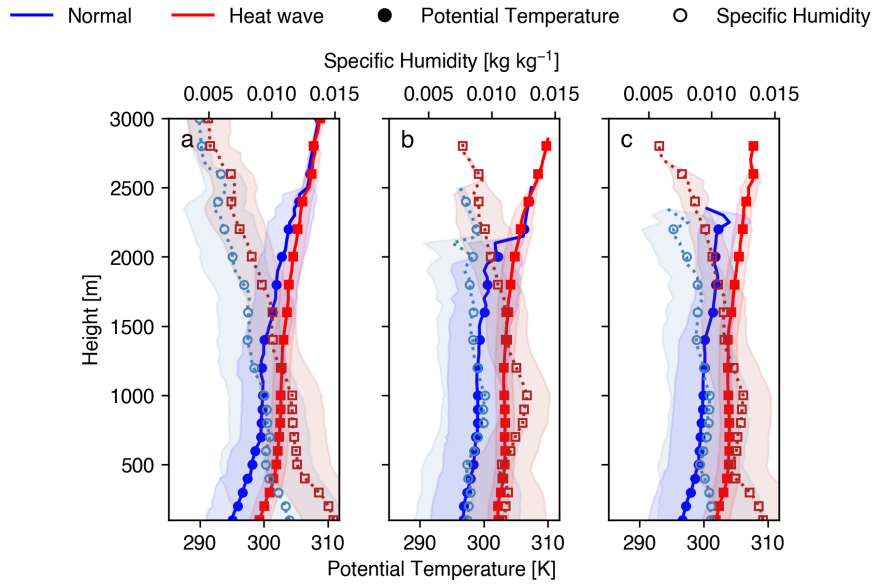 Normal Heat wave Potential Temperature Specific Humidity
Specific Humidity [kg kg⁻¹]
0.005 0.010 0.015 0.005 0.010 0.015 0.005 0.010 0.015
3000
a b c
2500
2000
Height [m]
1500
1000
500
290 300 310 290 300 310 290 300 310
Potential Temperature [K]